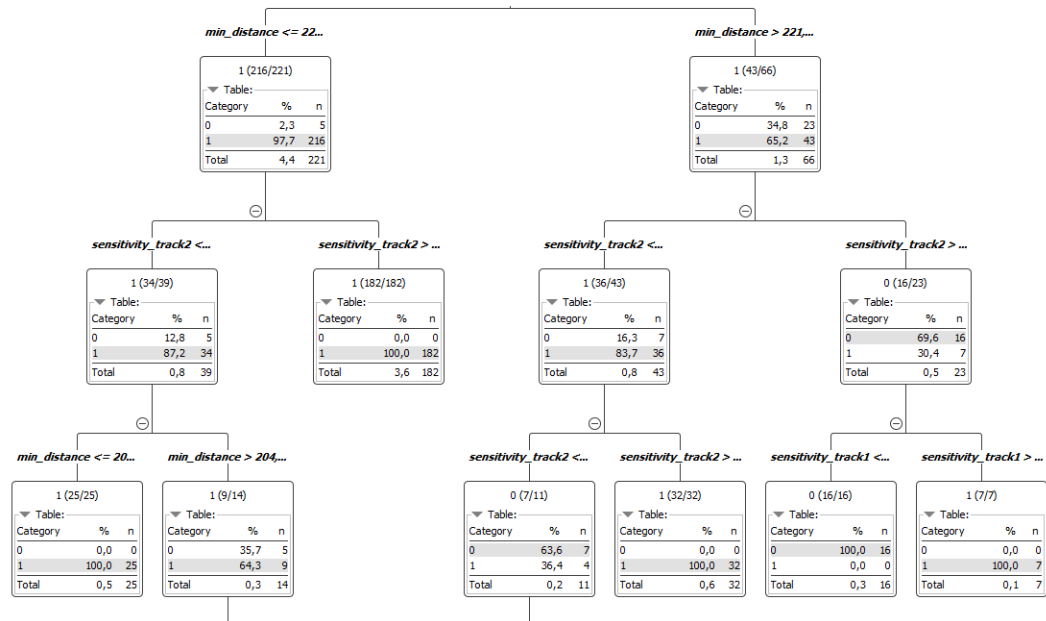 min_distance <= 22...
min_distance > 221,...
1 (216/221)
Table:
Category % n
0 2,3 5
1 97,7 216
Total 4,4 221
1 (43/66)
Table:
Category % n
0 34,8 23
1 65,2 43
Total 1,3 66
sensitivity_track2 <...
sensitivity_track2 > ...
sensitivity_track2 <...
sensitivity_track2 > ...
1 (34/39)
Table:
Category % n
0 12,8 5
1 87,2 34
Total 0,8 39
1 (182/182)
Table:
Category % n
0 0,0 0
1 100,0 182
Total 3,6 182
1 (36/43)
Table:
Category % n
0 16,3 7
1 83,7 36
Total 0,8 43
0 (16/23)
Table:
Category % n
0 69,6 16
1 30,4 7
Total 0,5 23
min_distance <= 20...
min_distance > 204,...
sensitivity_track2 <...
sensitivity_track2 > ...
sensitivity_track1 <...
sensitivity_track1 > ...
1 (25/25)
Table:
Category % n
0 0,0 0
1 100,0 25
Total 0,5 25
1 (9/14)
Table:
Category % n
0 35,7 5
1 64,3 9
Total 0,3 14
0 (7/11)
Table:
Category % n
0 63,6 7
1 36,4 4
Total 0,2 11
1 (32/32)
Table:
Category % n
0 0,0 0
1 100,0 32
Total 0,6 32
0 (16/16)
Table:
Category % n
0 100,0 16
1 0,0 0
Total 0,3 16
1 (7/7)
Table:
Category % n
0 0,0 0
1 100,0 7
Total 0,1 7